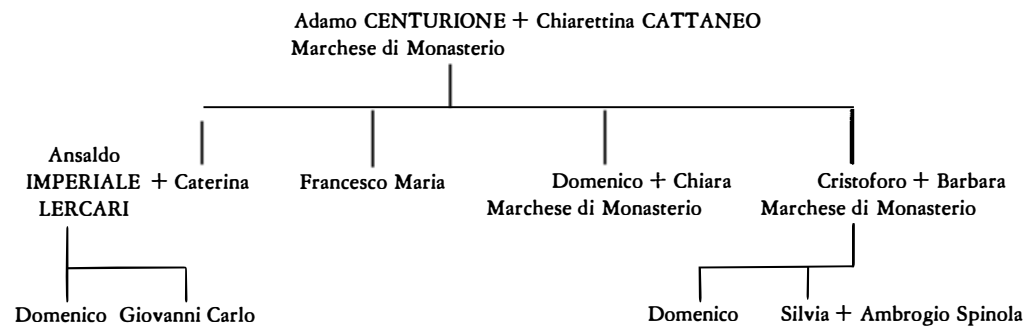 Adamo CENTURIONE + Chiarettina CATTANEO
Marchese di Monasterio
Ansaldo
IMPERIALE + Caterina
LERCARI
Francesco Maria
Domenico + Chiara
Marchese di Monasterio
Cristoforo + Barbara
Marchese di Monasterio
Domenico Giovanni Carlo
Domenico
Silvia + Ambrogio Spinola